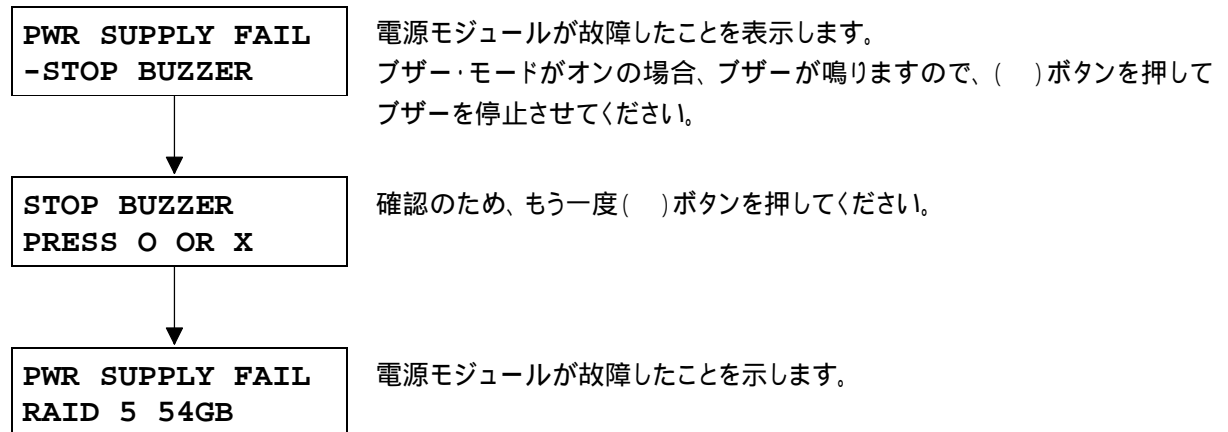 PWR SUPPLY FAIL
-STOP BUZZER
電源モジュールが故障したことを表示します。
ブザー・モードがオンの場合、ブザーが鳴りますので、(　)ボタンを押して
ブザーを停止させてください。
STOP BUZZER
PRESS O OR X
確認のため、もう一度(　)ボタンを押してください。
PWR SUPPLY FAIL
RAID 5 54GB
電源モジュールが故障したことを示します。